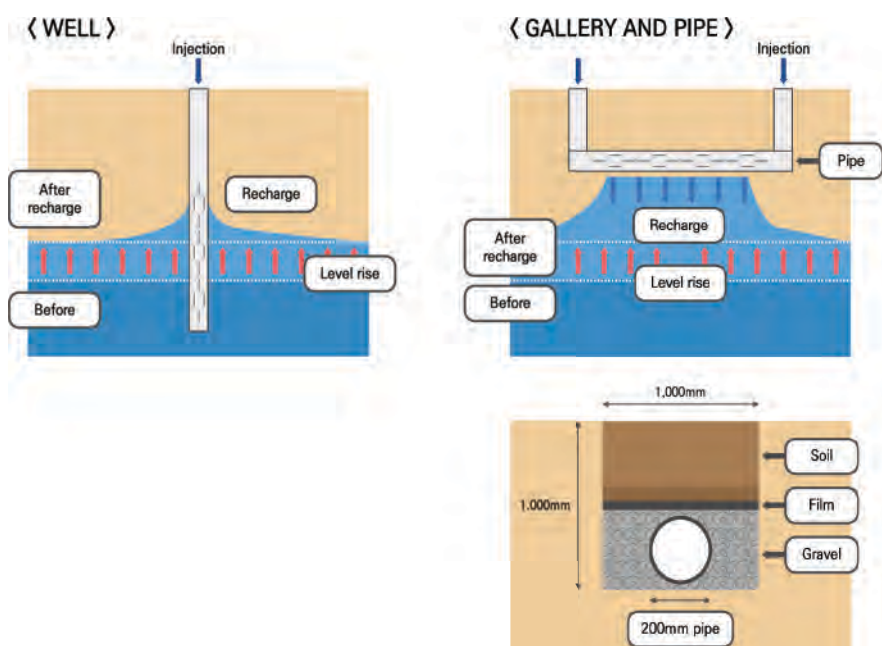 〈 WELL 〉
Injection
After
recharge
Recharge
Level rise
Before
〈 GALLERY AND PIPE 〉
Injection
Pipe
Recharge
After
recharge
Level rise
Before
1,000mm
Soil
1.000mm
Film
Gravel
200mm pipe